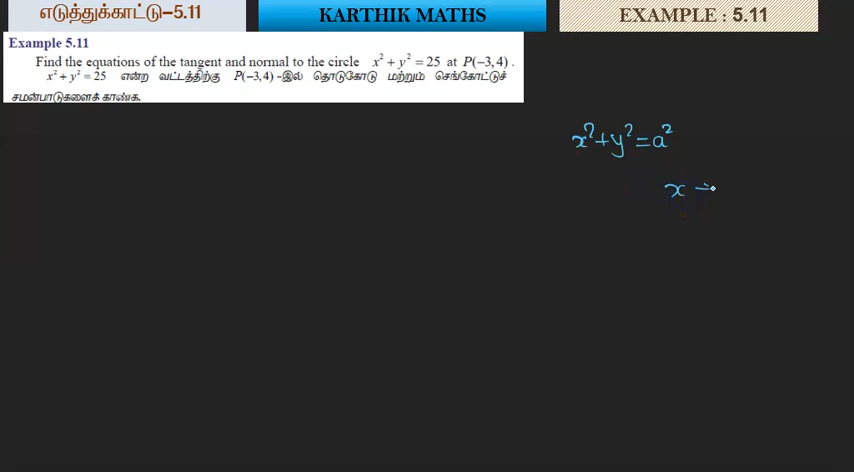 எடுத்துக்காட்டு-5.11
KARTHIK MATHS
EXAMPLE : 5.11
Example 5.11
Find the equations of the tangent and normal to the circle x² + y² = 25 at P(−3, 4) .
x² + y² = 25 என்ற வட்டத்திற்கு P(−3, 4) -இல் தொடுகோடு மற்றும் செங்கோட்டுச்
சமன்பாடுகளைக் காண்க.
x² + y² = a²
x